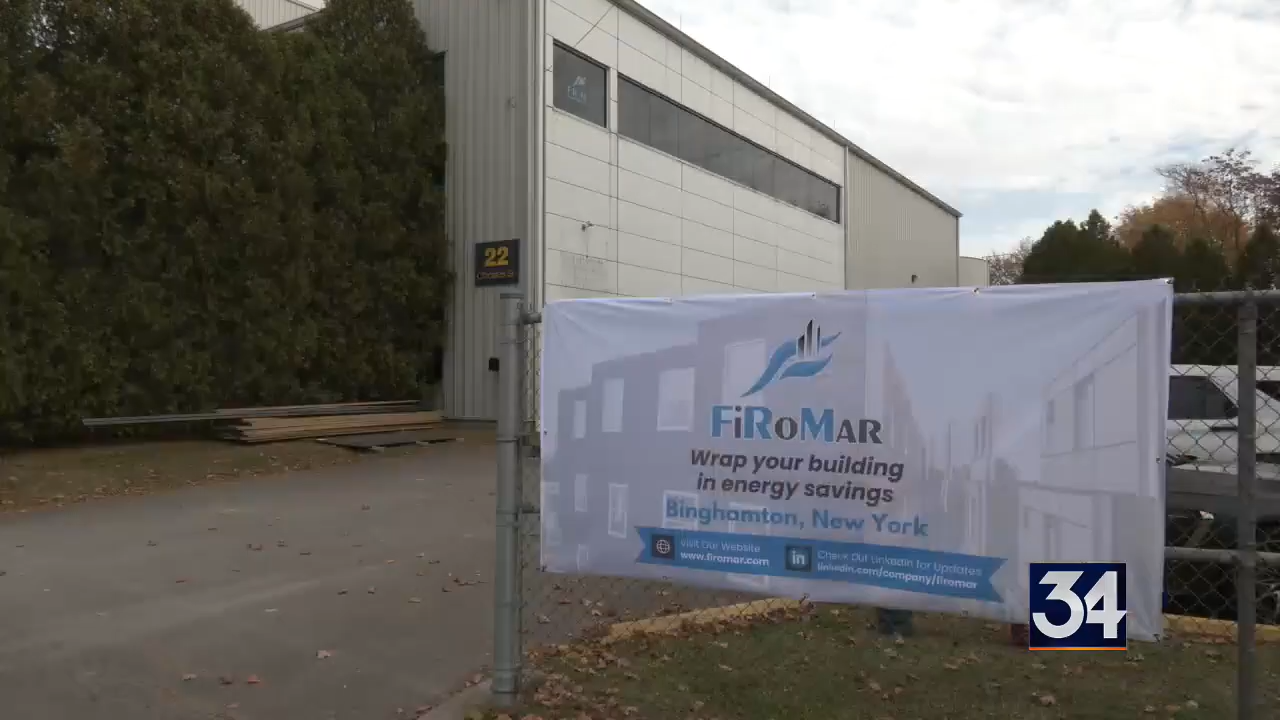 22
FiRoMar
Wrap your building
in energy savings
Binghamton, New York
Visit Our Website
www.firomar.com
Check Out LinkedIn for Updates
linkedin.com/company/firomar
in
34